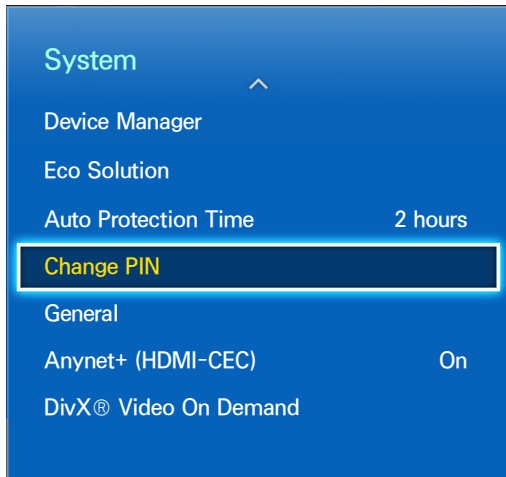 System
Device Manager
Eco Solution
Auto Protection Time 2 hours
Change PIN
General
Anynet+ (HDMI-CEC) On
DivX® Video On Demand